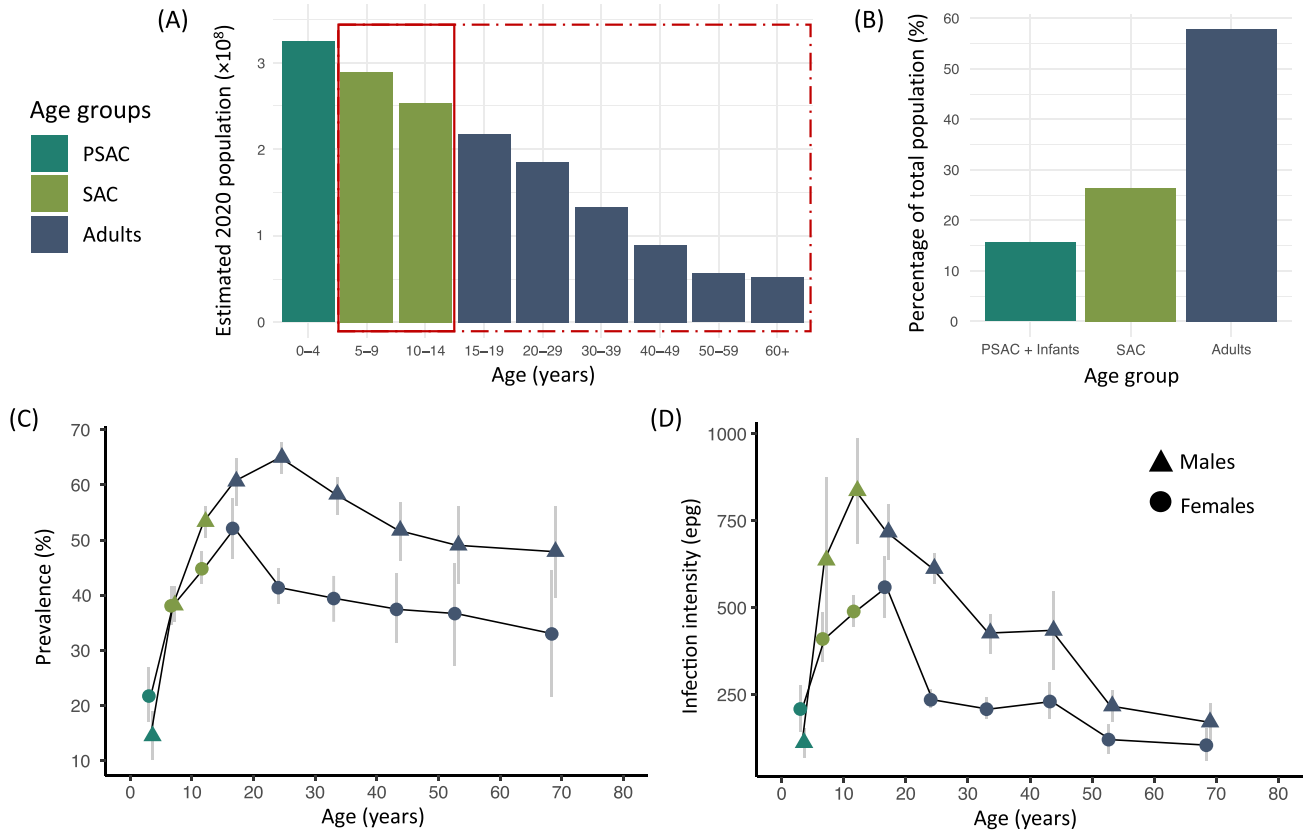 (A)
Estimated 2020 population (×10⁸)
3
2
1
0
0–4 5–9 10–14 15–19 20–29 30–39 40–49 50–59 60+
Age (years)
Age groups
PSAC
SAC
Adults
(B)
Percentage of total population (%)
60
50
40
30
20
10
0
PSAC + Infants SAC Adults
Age group
(C)
Prevalence (%)
70
60
50
40
30
20
10
0 10 20 30 40 50 60 70 80
Age (years)
(D)
Infection intensity (epg)
1000
750
500
250
0 10 20 30 40 50 60 70 80
Age (years)
Males
Females